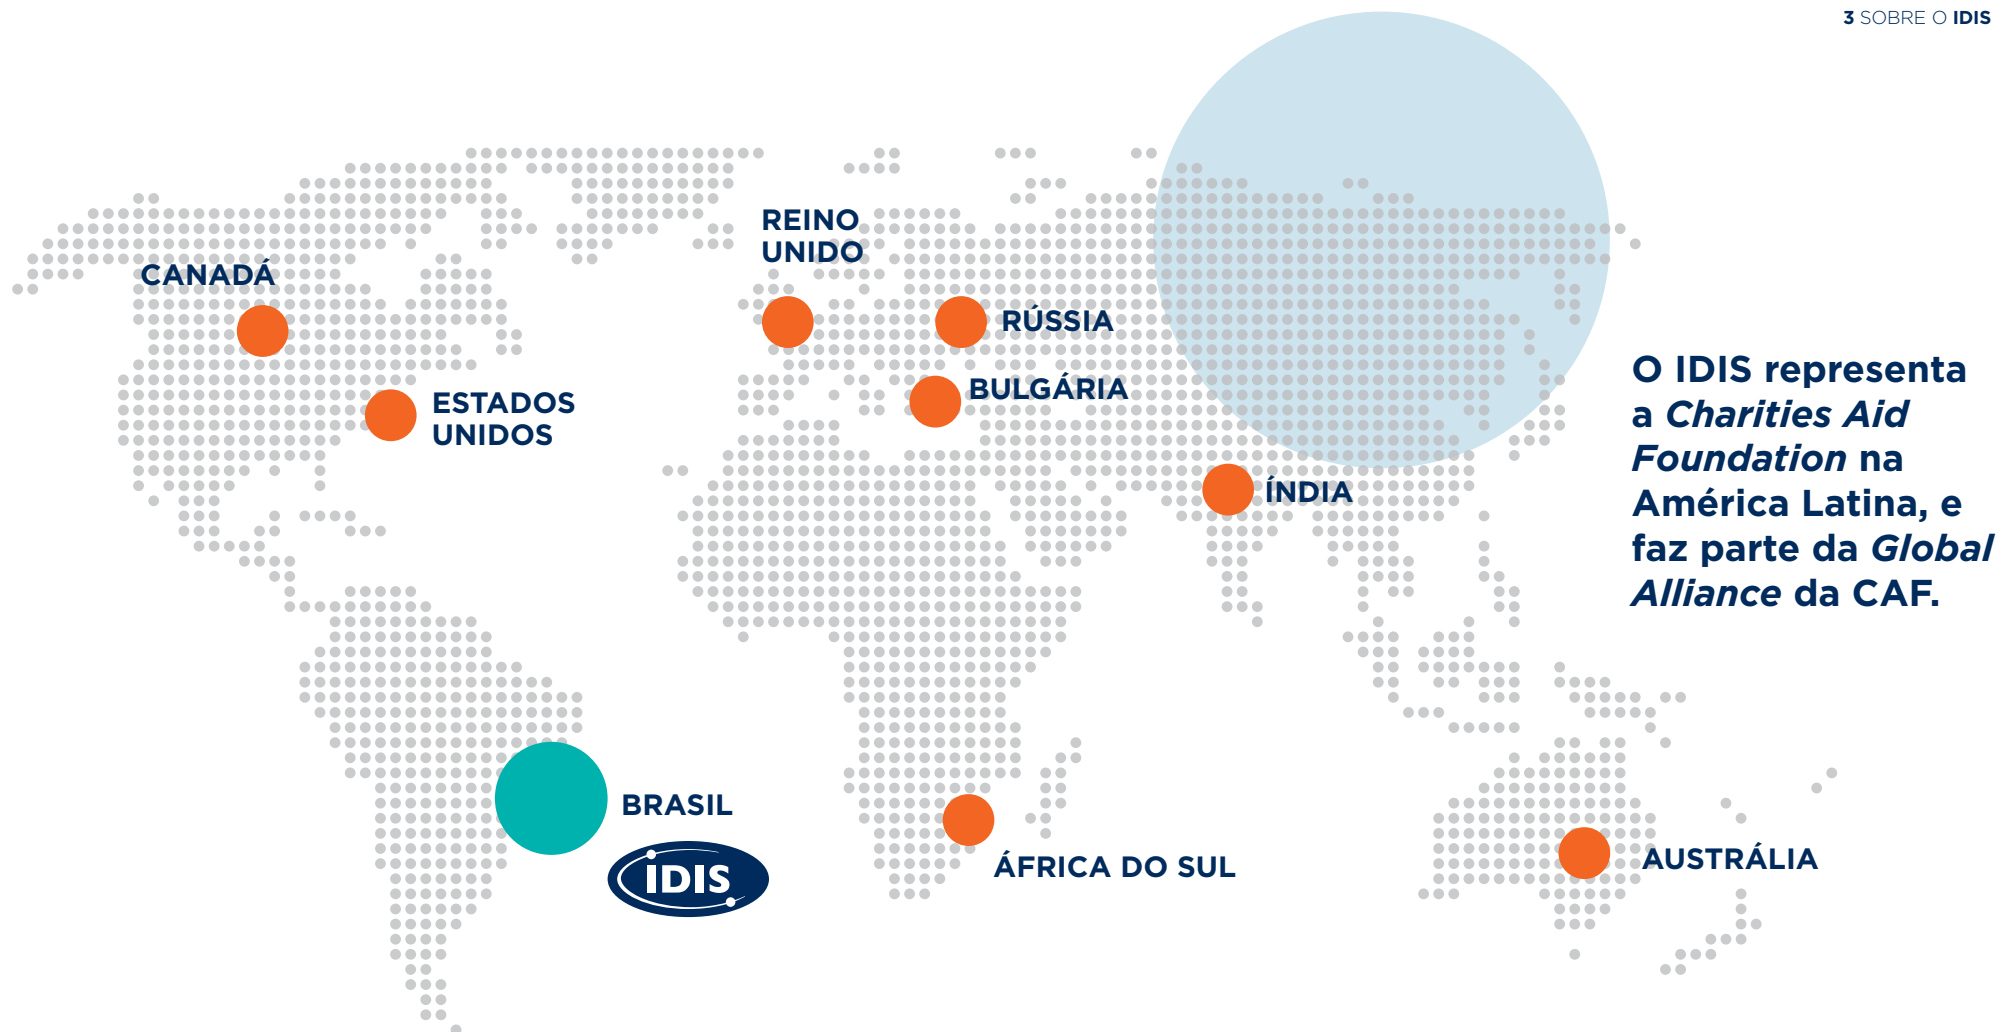 3 SOBRE O IDIS
REINO
UNIDO
CANADÁ
RÚSSIA
BULGÁRIA
ESTADOS
UNIDOS
ÍNDIA
O IDIS representa
a Charities Aid
Foundation na
América Latina, e
faz parte da Global
Alliance da CAF.
BRASIL
IDIS
ÁFRICA DO SUL
AUSTRÁLIA